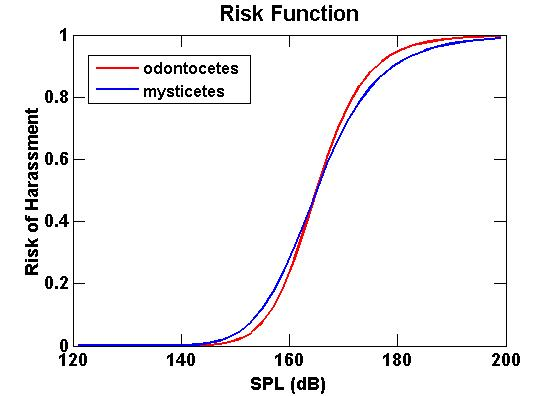 Risk Function
1
0.8
0.6
0.4
0.2
0
Risk of Harassment
odontocetes
mysticetes
120 140 160 180 200
SPL (dB)